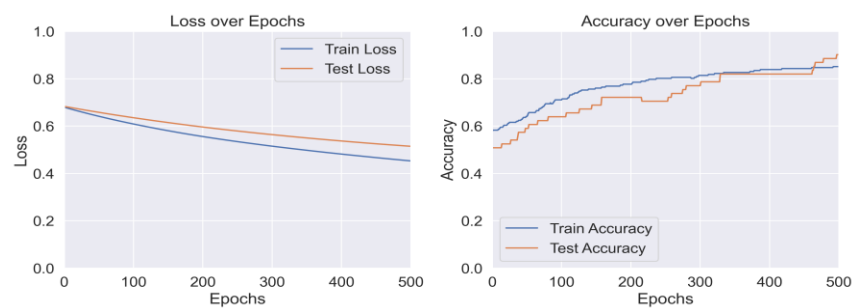 Loss over Epochs
1.0
0.8
0.6
0.4
0.2
0.0
Loss
Train Loss
Test Loss
0 100 200 300 400 500
Epochs
Accuracy over Epochs
1.0
0.8
0.6
0.4
0.2
0.0
Accuracy
Train Accuracy
Test Accuracy
0 100 200 300 400 500
Epochs